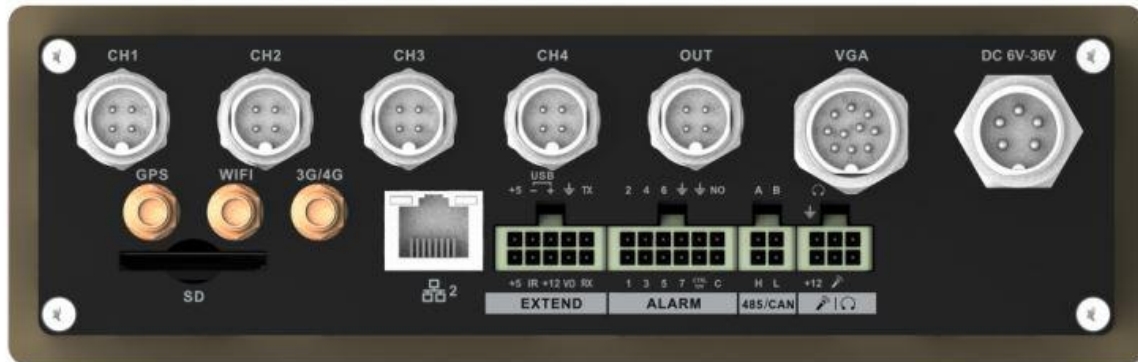 CH1 CH2 CH3 CH4 OUT VGA DC 6V-36V
GPS WIFI 3G/4G
USB
+5 − + TX
2 4 6 NO
A B
SD
2
+5 IR +12 VO RX
1 3 5 7 C
H L
+12
EXTEND ALARM 485/CAN